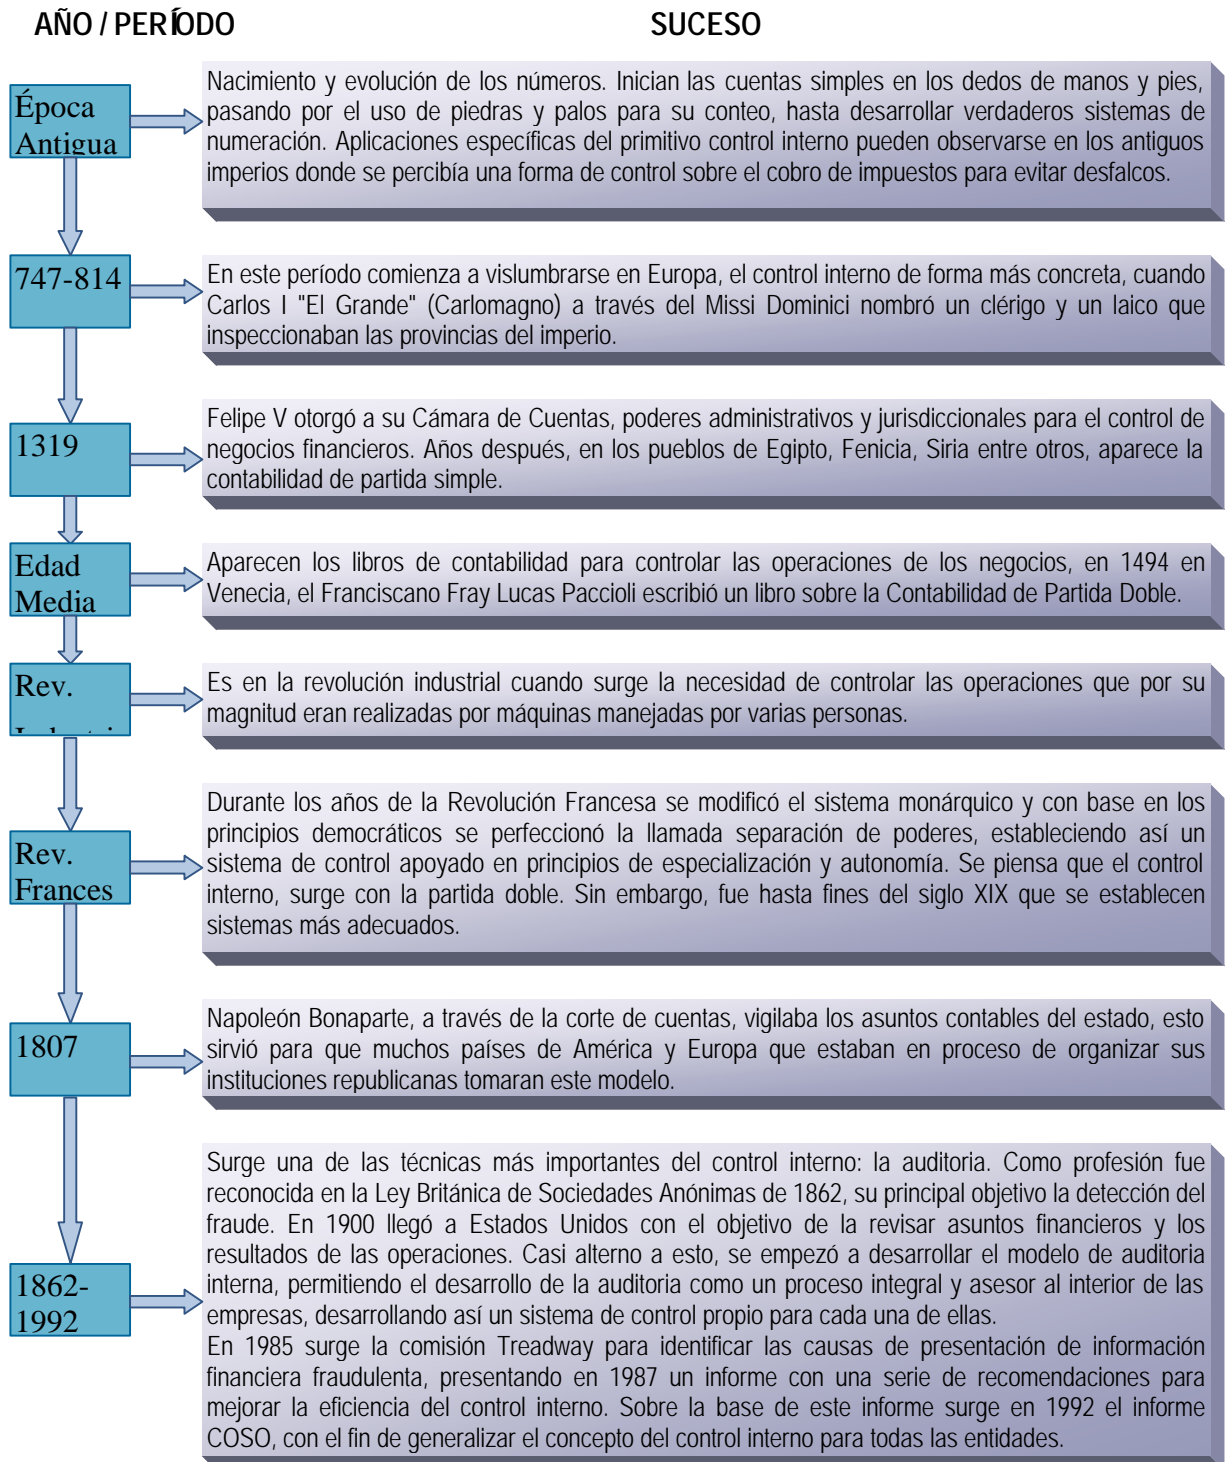 AÑO / PERÍODO
SUCESO
Época
Antigua
Nacimiento y evolución de los números. Inician las cuentas simples en los dedos de manos y pies,
pasando por el uso de piedras y palos para su conteo, hasta desarrollar verdaderos sistemas de
numeración. Aplicaciones específicas del primitivo control interno pueden observarse en los antiguos
imperios donde se percibía una forma de control sobre el cobro de impuestos para evitar desfalcos.
747-814
En este período comienza a vislumbrarse en Europa, el control interno de forma más concreta, cuando
Carlos I "El Grande" (Carlomagno) a través del Missi Dominici nombró un clérigo y un laico que
inspeccionaban las provincias del imperio.
1319
Felipe V otorgó a su Cámara de Cuentas, poderes administrativos y jurisdiccionales para el control de
negocios financieros. Años después, en los pueblos de Egipto, Fenicia, Siria entre otros, aparece la
contabilidad de partida simple.
Edad
Media
Aparecen los libros de contabilidad para controlar las operaciones de los negocios, en 1494 en
Venecia, el Franciscano Fray Lucas Paccioli escribió un libro sobre la Contabilidad de Partida Doble.
Rev.
Es en la revolución industrial cuando surge la necesidad de controlar las operaciones que por su
magnitud eran realizadas por máquinas manejadas por varias personas.
Rev.
Frances
Durante los años de la Revolución Francesa se modificó el sistema monárquico y con base en los
principios democráticos se perfeccionó la llamada separación de poderes, estableciendo así un
sistema de control apoyado en principios de especialización y autonomía. Se piensa que el control
interno, surge con la partida doble. Sin embargo, fue hasta fines del siglo XIX que se establecen
sistemas más adecuados.
1807
Napoleón Bonaparte, a través de la corte de cuentas, vigilaba los asuntos contables del estado, esto
sirvió para que muchos países de América y Europa que estaban en proceso de organizar sus
instituciones republicanas tomaran este modelo.
1862-
1992
Surge una de las técnicas más importantes del control interno: la auditoria. Como profesión fue
reconocida en la Ley Británica de Sociedades Anónimas de 1862, su principal objetivo la detección del
fraude. En 1900 llegó a Estados Unidos con el objetivo de la revisar asuntos financieros y los
resultados de las operaciones. Casi alterno a esto, se empezó a desarrollar el modelo de auditoria
interna, permitiendo el desarrollo de la auditoria como un proceso integral y asesor al interior de las
empresas, desarrollando así un sistema de control propio para cada una de ellas.
En 1985 surge la comisión Treadway para identificar las causas de presentación de información
financiera fraudulenta, presentando en 1987 un informe con una serie de recomendaciones para
mejorar la eficiencia del control interno. Sobre la base de este informe surge en 1992 el informe
COSO, con el fin de generalizar el concepto del control interno para todas las entidades.